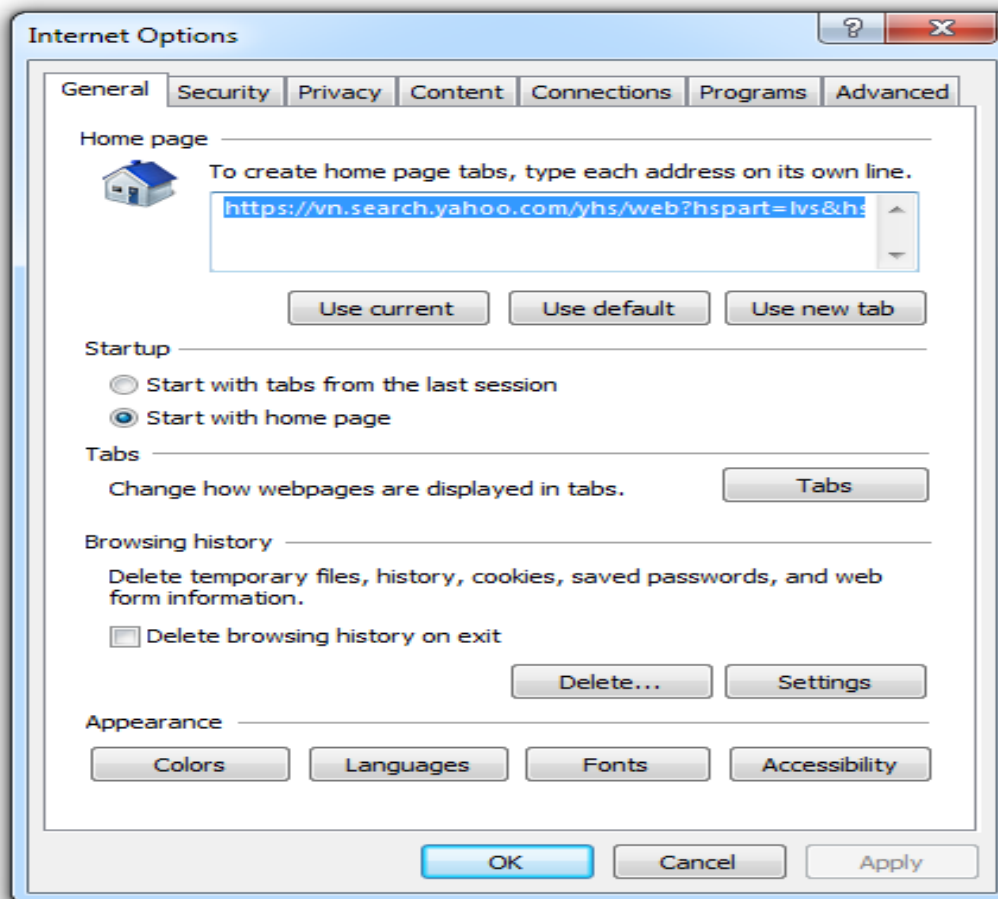 Internet Options
General Security Privacy Content Connections Programs Advanced
Home page
To create home page tabs, type each address on its own line.
https://vn.search.yahoo.com/yhs/web?hspart=lvs&hs
Use current Use default Use new tab
Startup
Start with tabs from the last session
Start with home page
Tabs
Change how webpages are displayed in tabs. Tabs
Browsing history
Delete temporary files, history, cookies, saved passwords, and web
form information.
Delete browsing history on exit
Delete... Settings
Appearance
Colors Languages Fonts Accessibility
OK Cancel Apply